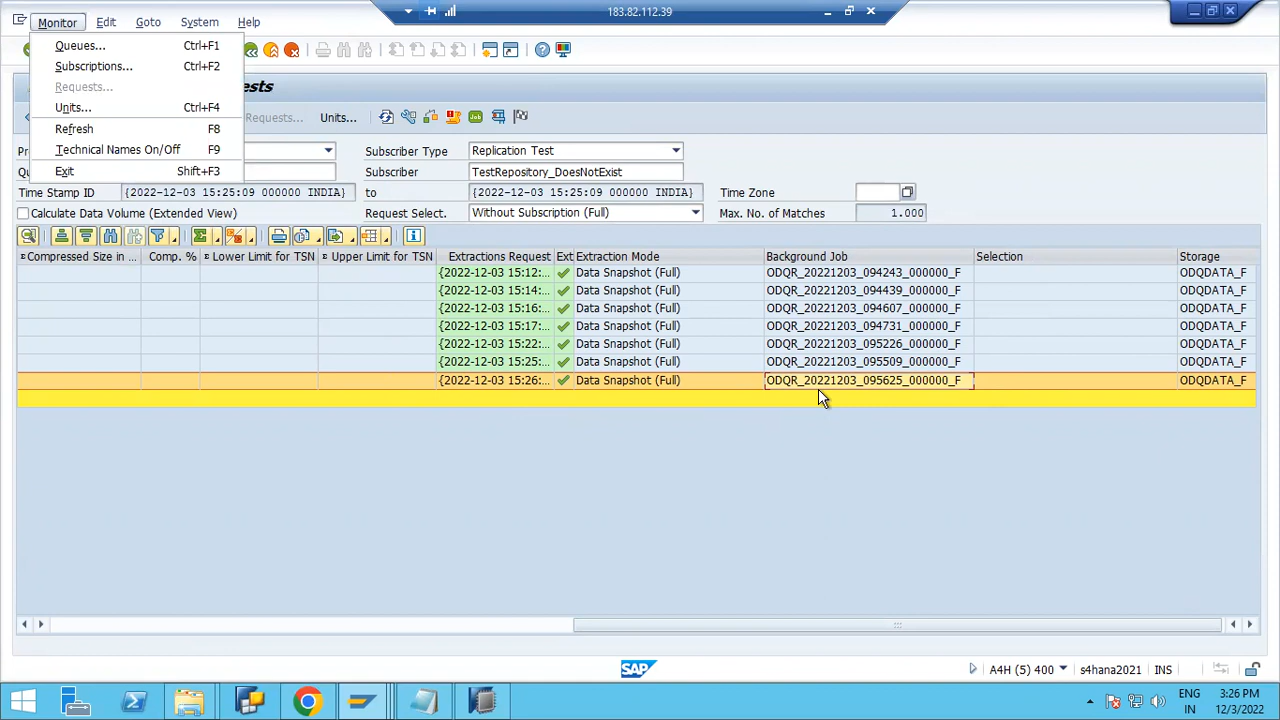 183.82.112.39
Monitor Edit Goto System Help
Queues... Ctrl+F1
Subscriptions... Ctrl+F2
Requests...
Units... Ctrl+F4
Refresh F8
Technical Names On/Off F9
Exit Shift+F3
ests
Requests... Units...
Subscriber Type Replication Test
Subscriber TestRepository_DoesNotExist
Time Stamp ID {2022-12-03 15:25:09 000000 INDIA} to {2022-12-03 15:25:09 000000 INDIA} Time Zone
Calculate Data Volume (Extended View) Request Select. Without Subscription (Full) Max. No. of Matches 1.000
Compressed Size in ... Comp. % Lower Limit for TSN Upper Limit for TSN Extractions Request Ext Extraction Mode Background Job Selection Storage
{2022-12-03 15:12:... Data Snapshot (Full) ODQR_20221203_094243_000000_F ODQDATA_F
{2022-12-03 15:14:... Data Snapshot (Full) ODQR_20221203_094439_000000_F ODQDATA_F
{2022-12-03 15:16:... Data Snapshot (Full) ODQR_20221203_094607_000000_F ODQDATA_F
{2022-12-03 15:17:... Data Snapshot (Full) ODQR_20221203_094731_000000_F ODQDATA_F
{2022-12-03 15:22:... Data Snapshot (Full) ODQR_20221203_095226_000000_F ODQDATA_F
{2022-12-03 15:25:... Data Snapshot (Full) ODQR_20221203_095509_000000_F ODQDATA_F
{2022-12-03 15:26:... Data Snapshot (Full) ODQR_20221203_095625_000000_F ODQDATA_F
SAP A4H (5) 400 s4hana2021 INS
ENG 3:26 PM
IN 12/3/2022